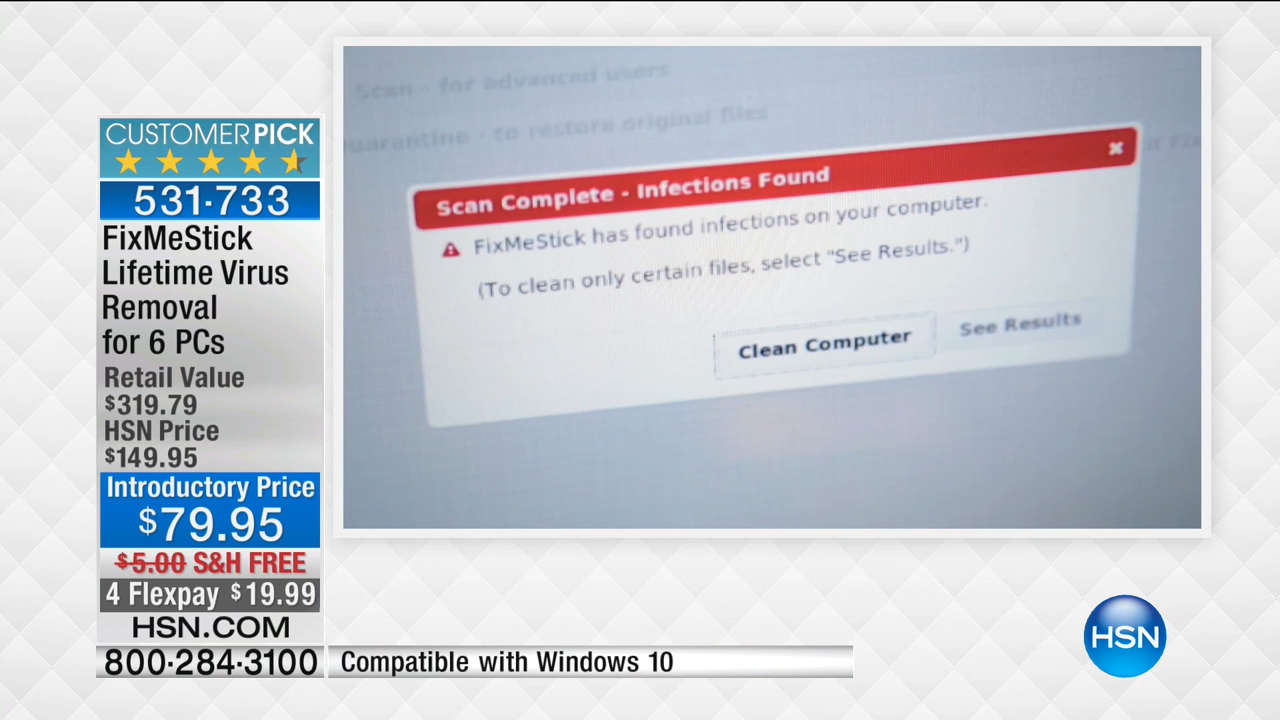 CUSTOMER PICK
531·733
FixMeStick
Lifetime Virus
Removal
for 6 PCs
Retail Value
$319.79
HSN Price
$149.95
Introductory Price
$79.95
$5.00 S&H FREE
4 Flexpay $19.99
HSN.COM
800·284·3100
Scan - for advanced users
Quarantine - to restore original files
Scan Complete - Infections Found
FixMeStick has found infections on your computer.
(To clean only certain files, select "See Results.")
Clean Computer
See Results
Compatible with Windows 10
HSN